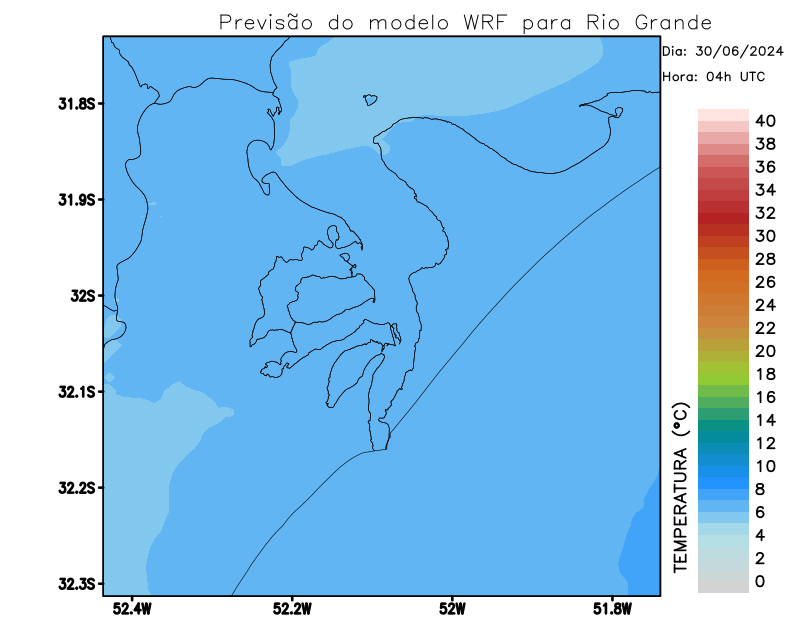 Previsão do modelo WRF para Rio Grande
Dia: 30/06/2024
Hora: 04h UTC
31.8S
31.9S
32S
32.1S
32.2S
32.3S
52.4W
52.2W
52W
51.8W
TEMPERATURA (°C)
40
38
36
34
32
30
28
26
24
22
20
18
16
14
12
10
8
6
4
2
0